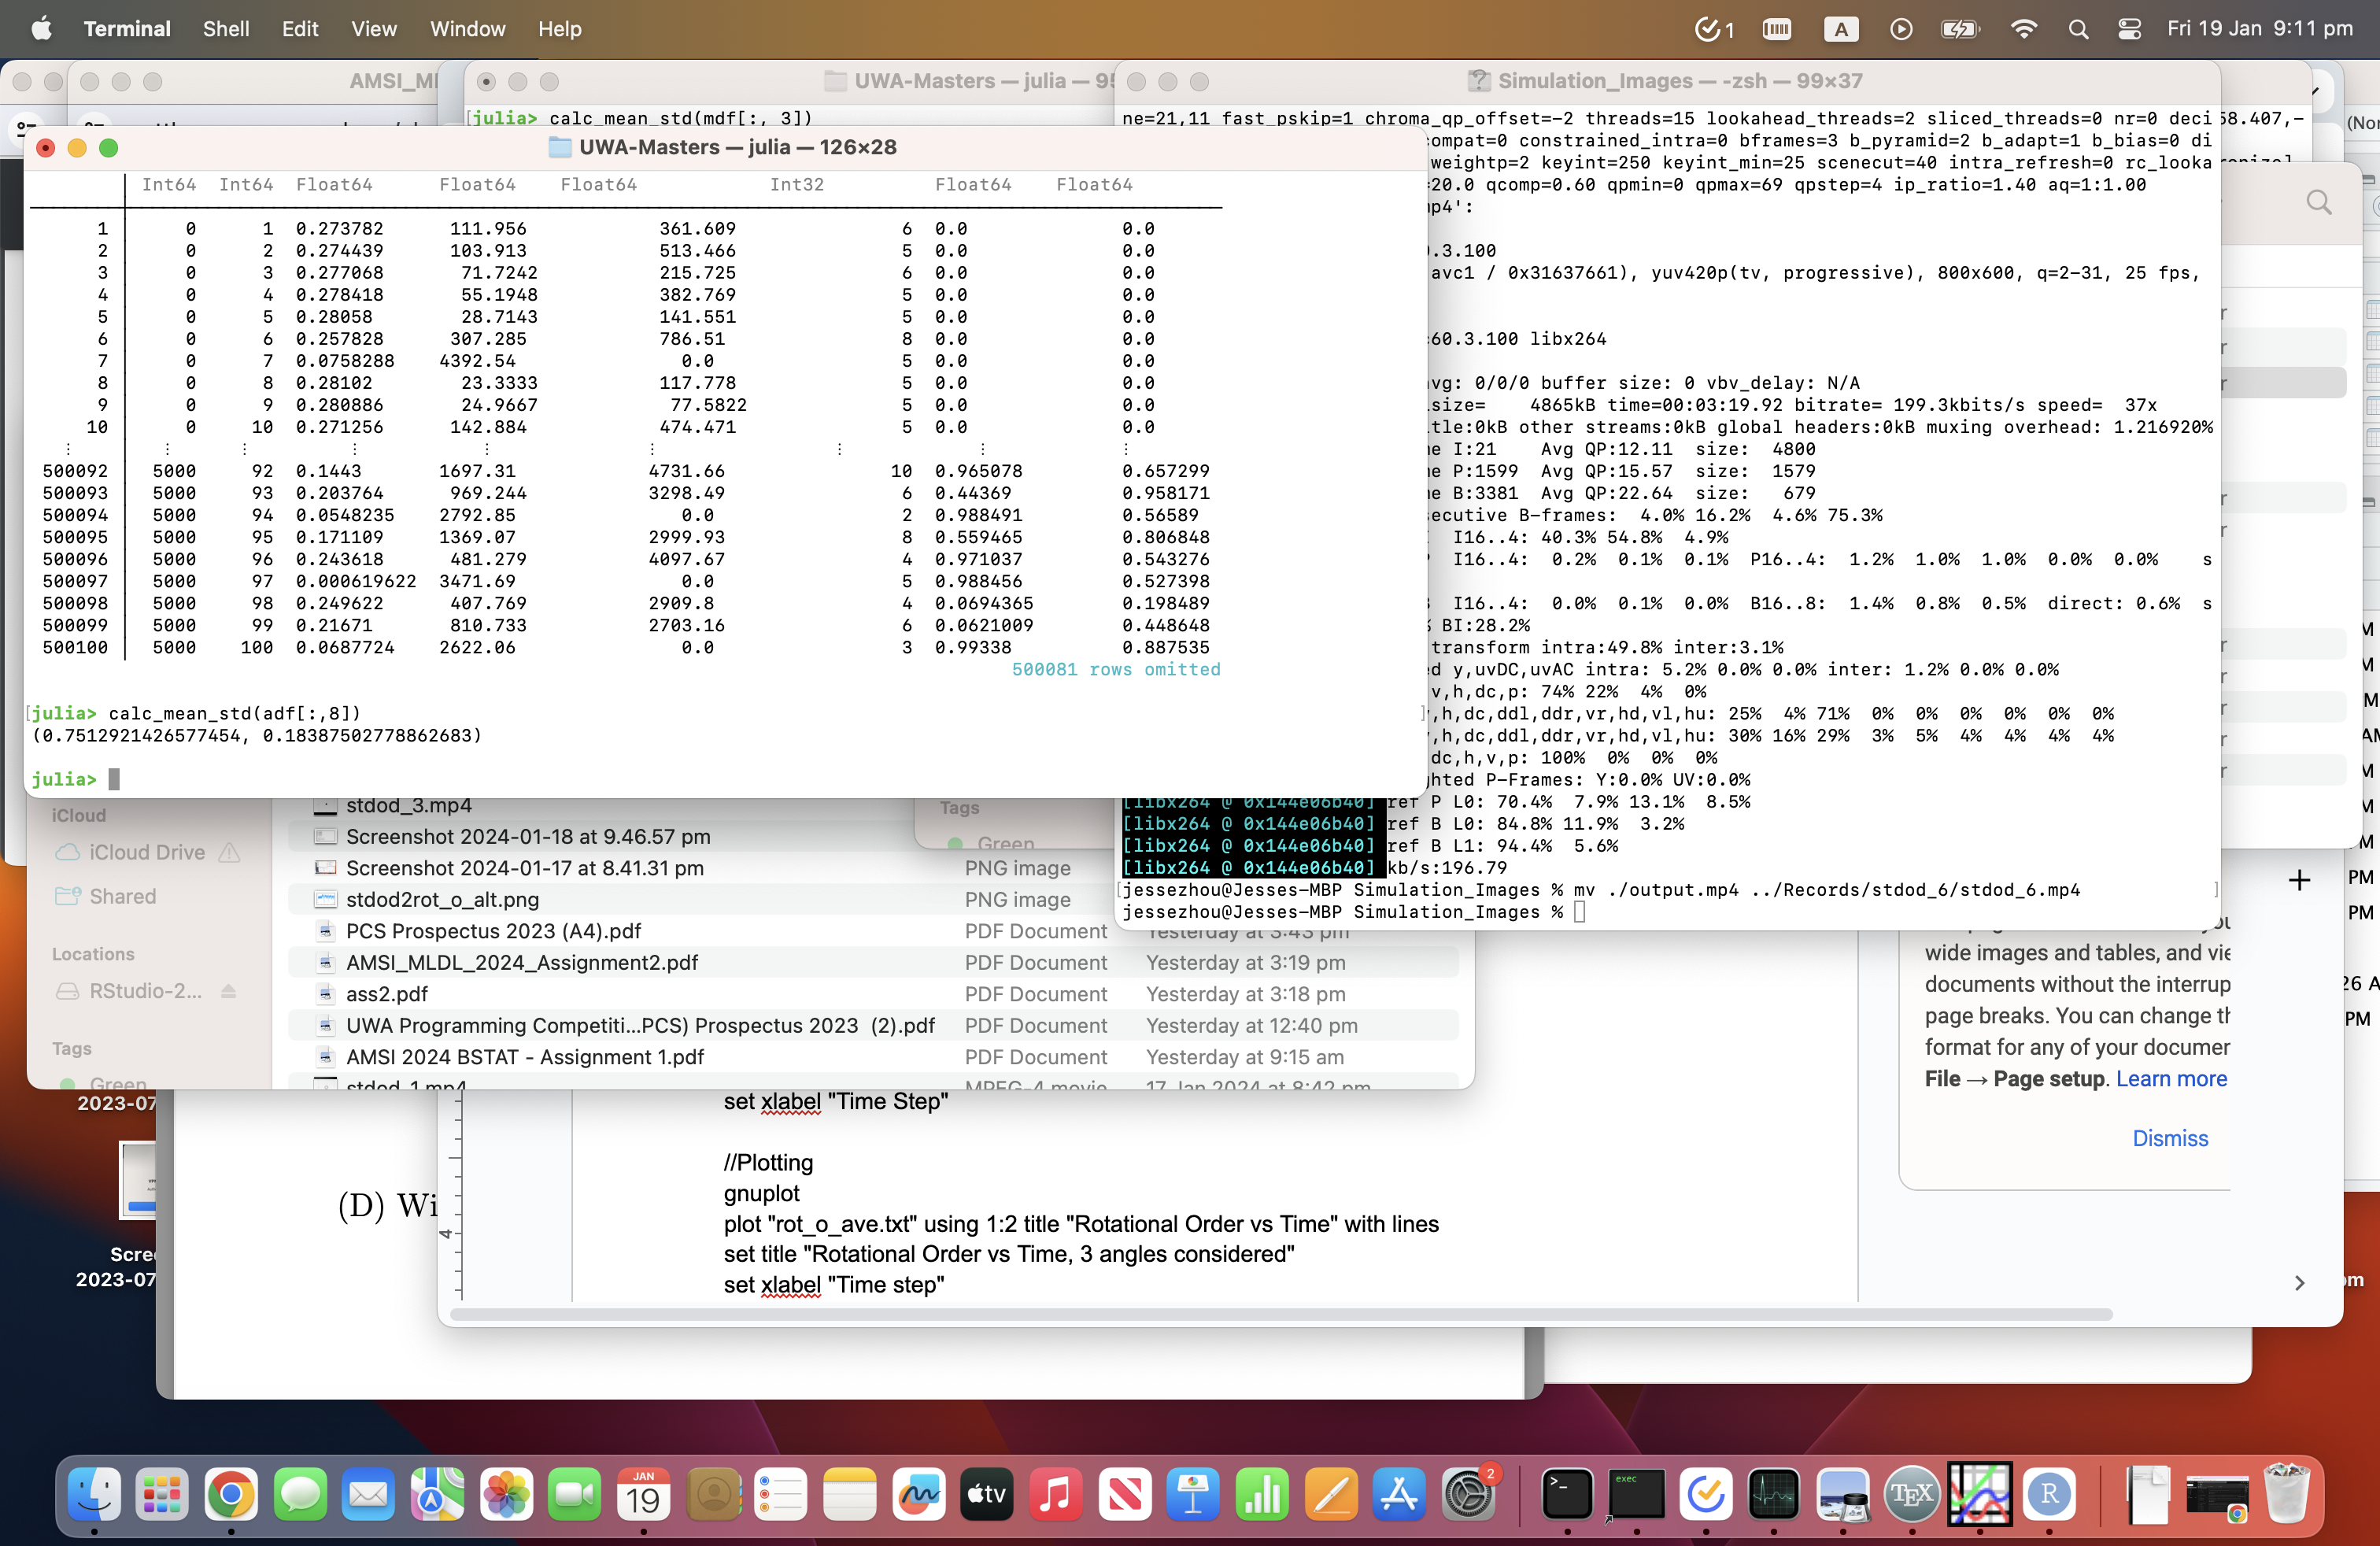 Terminal Shell Edit View Window Help
1 A Fri 19 Jan 9:11 pm
UWA-Masters — julia — 126×28
Int64 Int64 Float64 Float64 Float64 Int32 Float64 Float64
1 0 1 0.273782 111.956 361.609 6 0.0 0.0
2 0 2 0.274439 103.913 513.466 5 0.0 0.0
3 0 3 0.277068 71.7242 215.725 6 0.0 0.0
4 0 4 0.278418 55.1948 382.769 5 0.0 0.0
5 0 5 0.28058 28.7143 141.551 5 0.0 0.0
6 0 6 0.257828 307.285 786.51 8 0.0 0.0
7 0 7 0.0758288 4392.54 0.0 5 0.0 0.0
8 0 8 0.28102 23.3333 117.778 5 0.0 0.0
9 0 9 0.280886 24.9667 77.5822 5 0.0 0.0
10 0 10 0.271256 142.884 474.471 5 0.0 0.0
⋮ ⋮ ⋮ ⋮ ⋮ ⋮ ⋮ ⋮ ⋮
500092 5000 92 0.1443 1697.31 4731.66 10 0.965078 0.657299
500093 5000 93 0.203764 969.244 3298.49 6 0.44369 0.958171
500094 5000 94 0.0548235 2792.85 0.0 2 0.988491 0.56589
500095 5000 95 0.171109 1369.07 2999.93 8 0.559465 0.806848
500096 5000 96 0.243618 481.279 4097.67 4 0.971037 0.543276
500097 5000 97 0.000619622 3471.69 0.0 5 0.988456 0.527398
500098 5000 98 0.249622 407.769 2909.8 4 0.0694365 0.198489
500099 5000 99 0.21671 810.733 2703.16 6 0.0621009 0.448648
500100 5000 100 0.0687724 2622.06 0.0 3 0.99338 0.887535
500081 rows omitted
julia> calc_mean_std(adf[:,8])
(0.7512921426577454, 0.18387502778862683)
julia>
AMSI_M
UWA-Masters — julia — 95
julia> calc_mean_std(mdf[:, 3])
Simulation_Images — -zsh — 99×37
ne=21,11 fast_pskip=1 chroma_qp_offset=-2 threads=15 lookahead_threads=2 sliced_threads=0 nr=0 deci
58.407,-
(Nor
compat=0 constrained_intra=0 bframes=3 b_pyramid=2 b_adapt=1 b_bias=0 di
weightp=2 keyint=250 keyint_min=25 scenecut=40 intra_refresh=0 rc_looka
=20.0 qcomp=0.60 qpmin=0 qpmax=69 qpstep=4 ip_ratio=1.40 aq=1:1.00
mp4':
.3.100
avc1 / 0x31637661), yuv420p(tv, progressive), 800x600, q=2-31, 25 fps,
60.3.100 libx264
avg: 0/0/0 buffer size: 0 vbv_delay: N/A
size= 4865kB time=00:03:19.92 bitrate= 199.3kbits/s speed= 37x
tle:0kB other streams:0kB global headers:0kB muxing overhead: 1.216920%
e I:21 Avg QP:12.11 size: 4800
e P:1599 Avg QP:15.57 size: 1579
e B:3381 Avg QP:22.64 size: 679
secutive B-frames: 4.0% 16.2% 4.6% 75.3%
I16..4: 40.3% 54.8% 4.9%
P I16..4: 0.2% 0.1% 0.1% P16..4: 1.2% 1.0% 1.0% 0.0% 0.0% s
I16..4: 0.0% 0.1% 0.0% B16..8: 1.4% 0.8% 0.5% direct: 0.6% s
% BI:28.2%
transform intra:49.8% inter:3.1%
ed y,uvDC,uvAC intra: 5.2% 0.0% 0.0% inter: 1.2% 0.0% 0.0%
v,h,dc,p: 74% 22% 4% 0%
,h,dc,ddl,ddr,vr,hd,vl,hu: 25% 4% 71% 0% 0% 0% 0% 0% 0%
,h,dc,ddl,ddr,vr,hd,vl,hu: 30% 16% 29% 3% 5% 4% 4% 4% 4%
dc,h,v,p: 100% 0% 0% 0%
ghted P-Frames: Y:0.0% UV:0.0%
[libx264 @ 0x144e06b40] ref P L0: 70.4% 7.9% 13.1% 8.5%
[libx264 @ 0x144e06b40] ref B L0: 84.8% 11.9% 3.2%
[libx264 @ 0x144e06b40] ref B L1: 94.4% 5.6%
[libx264 @ 0x144e06b40] kb/s:196.79
jessezhou@Jesses-MBP Simulation_Images % mv ./output.mp4 ../Records/stdod_6/stdod_6.mp4
jessezhou@Jesses-MBP Simulation_Images %
iCloud
iCloud Drive
Shared
Locations
RStudio-2...
Tags
Green
Tags
Green
stdod_3.mp4
Screenshot 2024-01-18 at 9.46.57 pm
Screenshot 2024-01-17 at 8.41.31 pm PNG image
stdod2rot_o_alt.png PNG image
PCS Prospectus 2023 (A4).pdf PDF Document Yesterday at 3:43 pm
AMSI_MLDL_2024_Assignment2.pdf PDF Document Yesterday at 3:19 pm
ass2.pdf PDF Document Yesterday at 3:18 pm
UWA Programming Competiti...PCS) Prospectus 2023 (2).pdf PDF Document Yesterday at 12:40 pm
AMSI 2024 BSTAT - Assignment 1.pdf PDF Document Yesterday at 9:15 am
stdod_1.mp4 MPEG-4 movie 17 Jan 2024 at 8:42 pm
wide images and tables, and vie
documents without the interrup
page breaks. You can change th
format for any of your documer
File → Page setup. Learn more
Dismiss
PM
PM
26 A
PM
2023-07
Scree
2023-07
(D) Wi
4
set xlabel "Time Step"
//Plotting
gnuplot
plot "rot_o_ave.txt" using 1:2 title "Rotational Order vs Time" with lines
set title "Rotational Order vs Time, 3 angles considered"
set xlabel "Time step"
pm
JAN
19
tv
2
exec
TEX
R